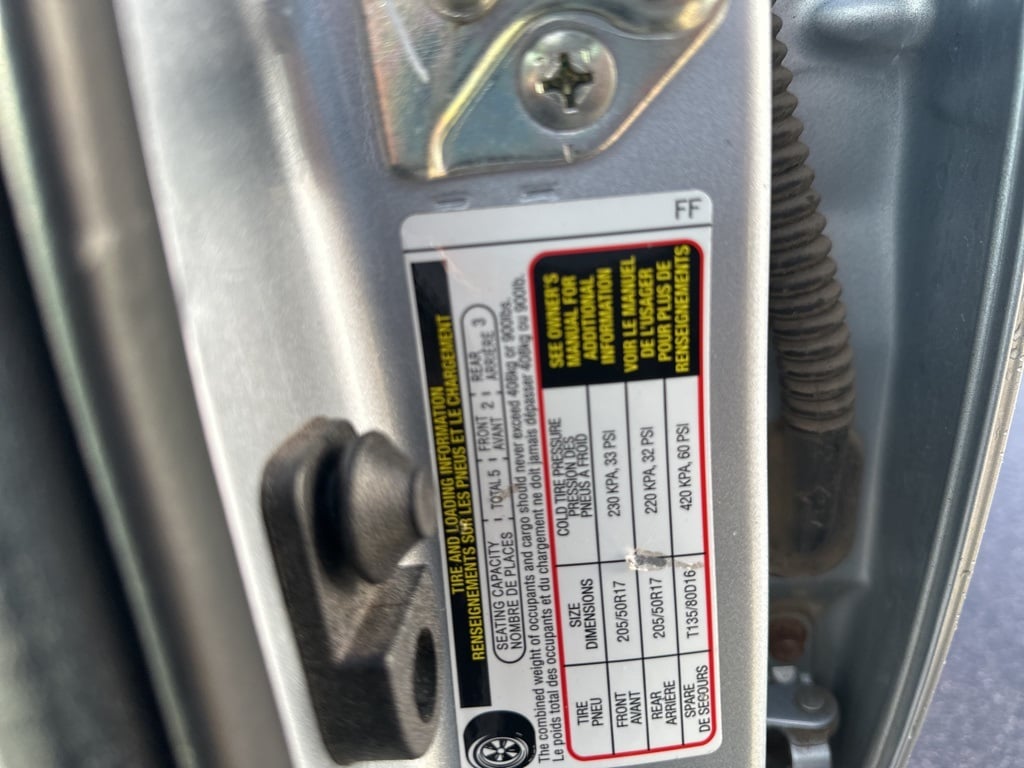 FF
TIRE AND LOADING INFORMATION
RENSEIGNEMENTS SUR LES PNEUS ET LE CHARGEMENT
SEATING CAPACITY TOTAL 5 FRONT 2 REAR 3
NOMBRE DE PLACES AVANT ARRIÈRE
The combined weight of occupants and cargo should never exceed 408kg or 900lbs.
Le poids total des occupants et du chargement ne doit jamais dépasser 408kg ou 900lb.
TIRE
PNEU
SIZE
DIMENSIONS
COLD TIRE PRESSURE
PRESSION DES
PNEUS À FROID
SEE OWNER'S
MANUAL FOR
ADDITIONAL
INFORMATION
VOIR LE MANUEL
DE L'USAGER
POUR PLUS DE
RENSEIGNEMENTS
FRONT
AVANT
205/50R17
230 KPA, 33 PSI
REAR
ARRIÈRE
205/50R17
220 KPA, 32 PSI
SPARE
DE SECOURS
T135/80D16
420 KPA, 60 PSI